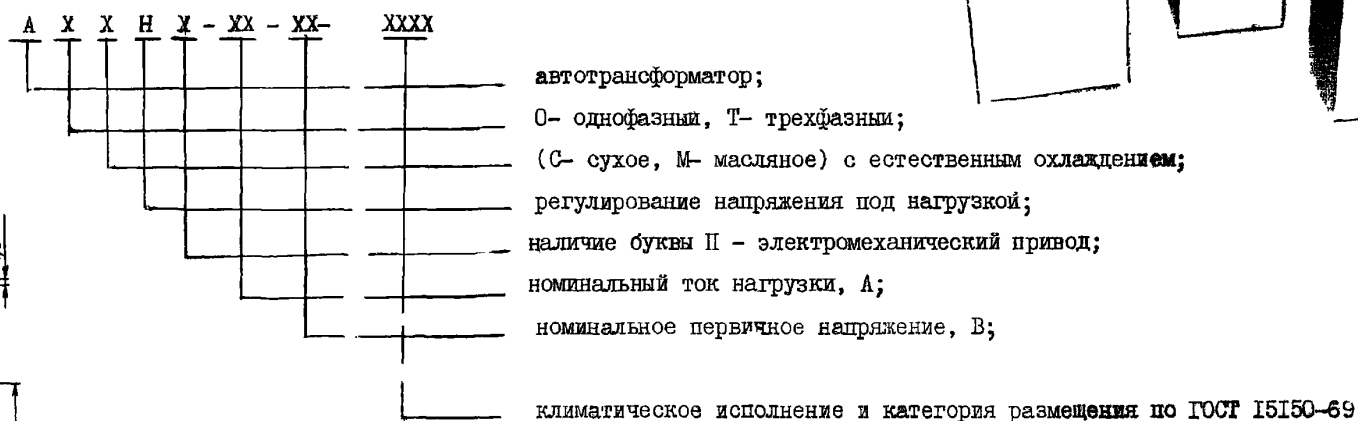 А Х Х Н Х - ХХ - ХХ- ХХХХ
автотрансформатор;
О- однофазный, Т- трехфазный;
(С- сухое, М- масляное) с естественным охлаждением;
регулирование напряжения под нагрузкой;
наличие буквы П - электромеханический привод;
номинальный ток нагрузки, А;
номинальное первичное напряжение, В;
климатическое исполнение и категория размещения по ГОСТ I5I50-69